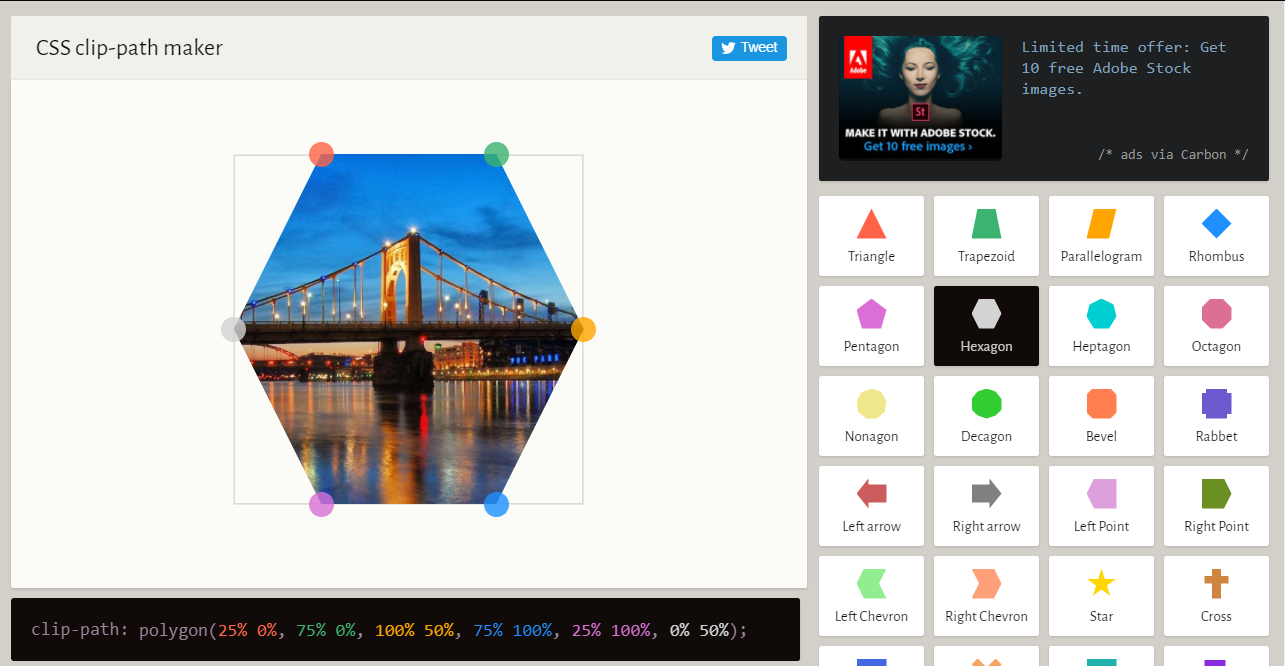 CSS clip-path maker
Tweet
Adobe
St
MAKE IT WITH ADOBE STOCK.
Get 10 free images ›
Limited time offer: Get
10 free Adobe Stock
images.
/* ads via Carbon */
Triangle
Trapezoid
Parallelogram
Rhombus
Pentagon
Hexagon
Heptagon
Octagon
Nonagon
Decagon
Bevel
Rabbet
Left arrow
Right arrow
Left Point
Right Point
Left Chevron
Right Chevron
Star
Cross
THE PARK
clip-path: polygon(25% 0%, 75% 0%, 100% 50%, 75% 100%, 25% 100%, 0% 50%);